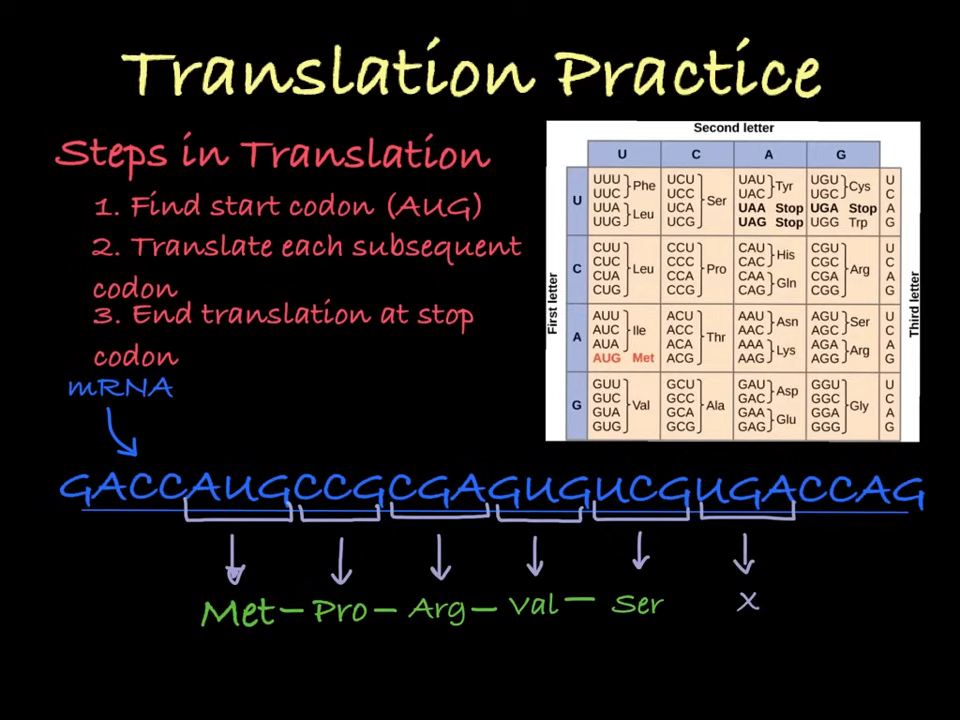 Translation Practice
Steps in Translation
1. Find start codon (AUG)
2. Translate each subsequent
codon
3. End translation at stop
codon
Second letter
U C A G
First letter
Third letter
U
UUU
UUC
Phe
UUA
UUG
Leu
UCU
UCC
UCA
UCG
Ser
UAU
UAC
Tyr
UAA Stop
UAG Stop
UGU
UGC
Cys
UGA Stop
UGG Trp
U
C
A
G
C
CUU
CUC
CUA
CUG
Leu
CCU
CCC
CCA
CCG
Pro
CAU
CAC
His
CAA
CAG
Gln
CGU
CGC
CGA
CGG
Arg
U
C
A
G
A
AUU
AUC
AUA
Ile
AUG Met
ACU
ACC
ACA
ACG
Thr
AAU
AAC
Asn
AAA
AAG
Lys
AGU
AGC
Ser
AGA
AGG
Arg
U
C
A
G
G
GUU
GUC
GUA
GUG
Val
GCU
GCC
GCA
GCG
Ala
GAU
GAC
Asp
GAA
GAG
Glu
GGU
GGC
GGA
GGG
Gly
U
C
A
G
mRNA
GACCAUGCCGCGAGUGUCGUGACCAG
Met – Pro – Arg – Val – Ser X